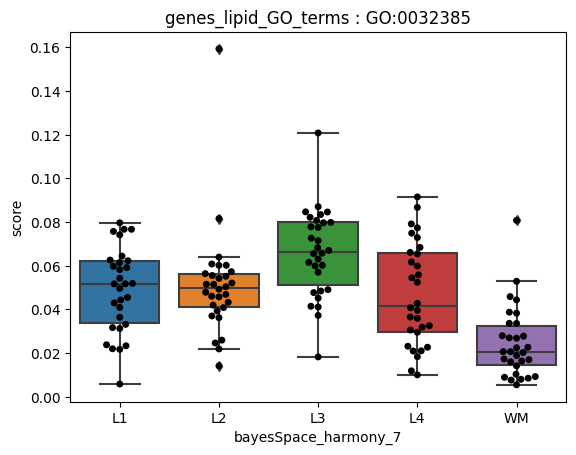 genes_lipid_GO_terms : GO:0032385
0.16
0.14
0.12
0.10
0.08
0.06
0.04
0.02
0.00
score
L1 L2 L3 L4 WM
bayesSpace_harmony_7